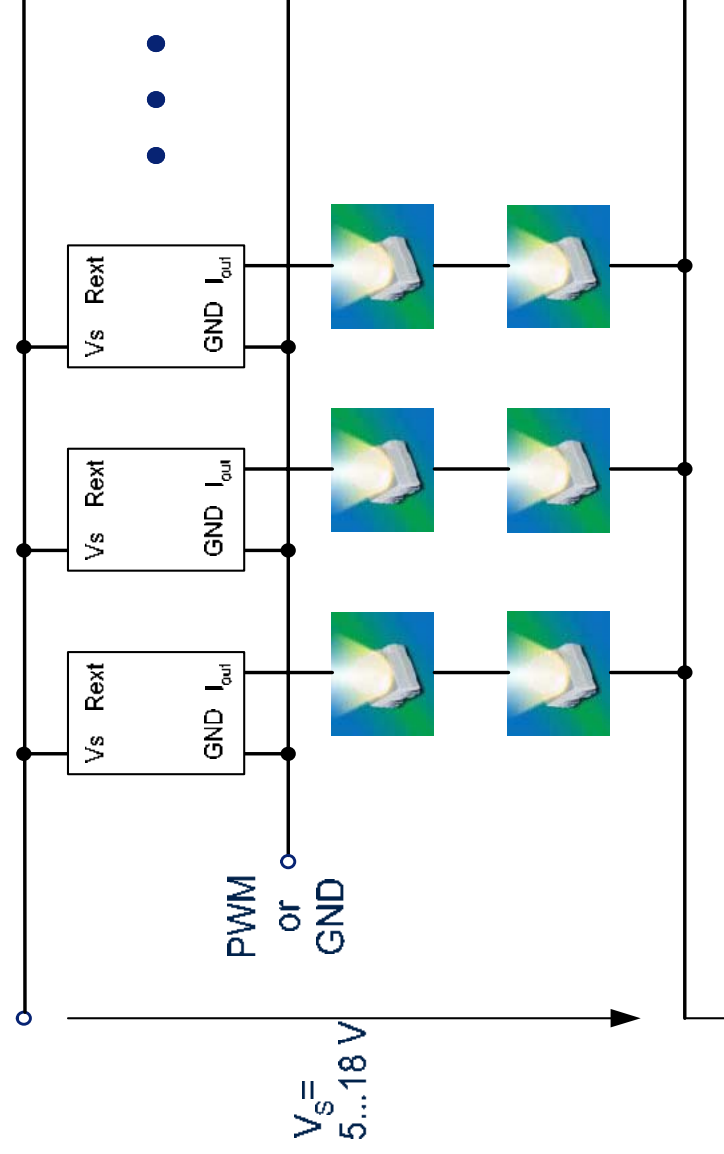 Vs Rext
GND Iout
Vs Rext
GND Iout
Vs Rext
GND Iout
PWM
or
GND
VS=
5...18 V